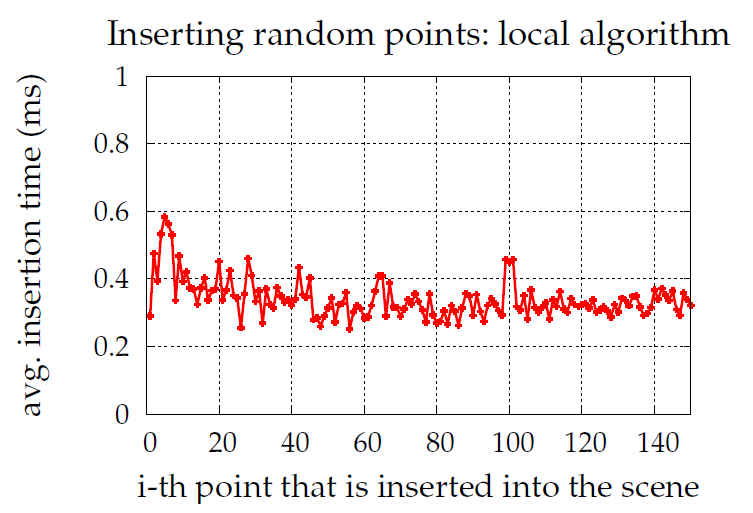 Inserting random points: local algorithm
avg. insertion time (ms)
1
0.8
0.6
0.4
0.2
0
0 20 40 60 80 100 120 140
i-th point that is inserted into the scene